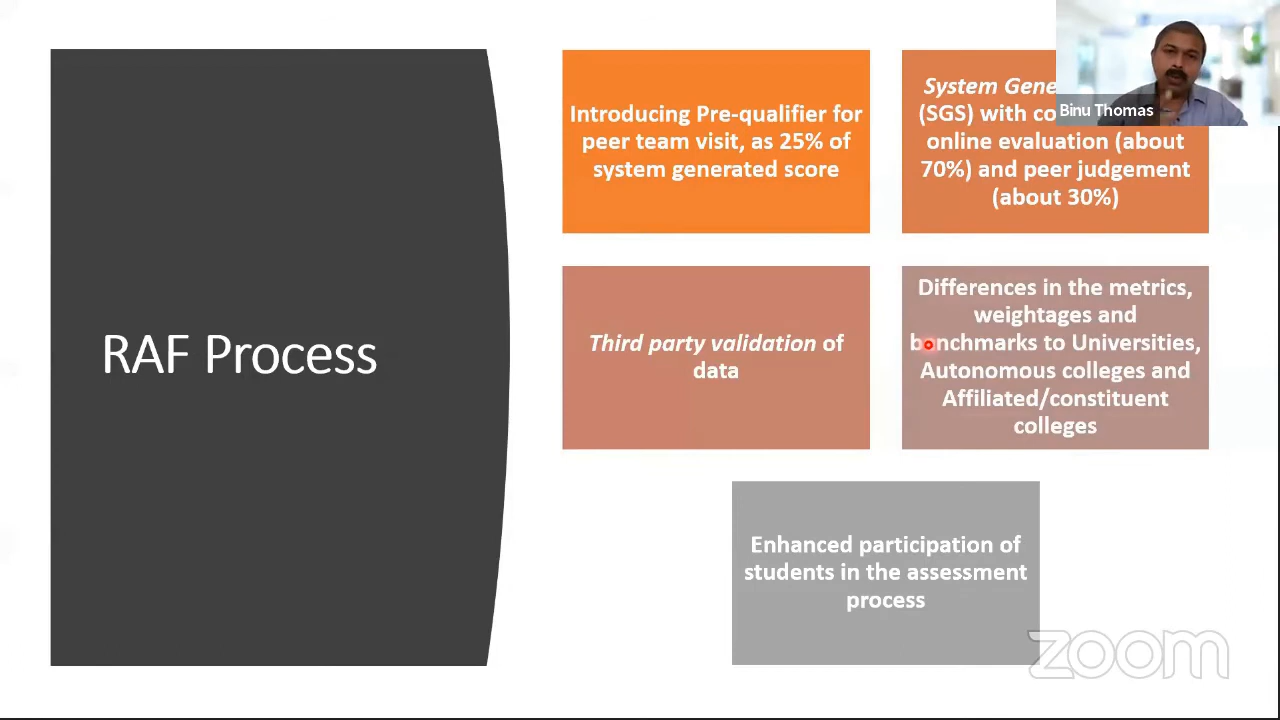 RAF Process
Introducing Pre-qualifier for
peer team visit, as 25% of
system generated score
System
(SGS) with
online evaluation (about
70%) and peer judgement
(about 30%)
Binu Thomas
Third party validation of
data
Differences in the metrics,
weightages and
benchmarks to Universities,
Autonomous colleges and
Affiliated/constituent
colleges
Enhanced participation of
students in the assessment
process
zoom